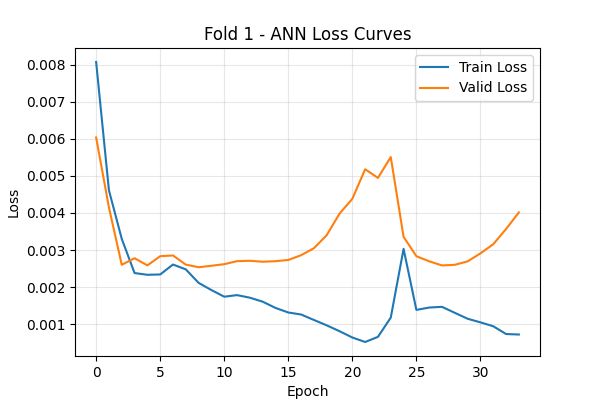 Fold 1 - ANN Loss Curves
Train Loss
Valid Loss
0.008
0.007
0.006
0.005
0.004
0.003
0.002
0.001
Loss
0 5 10 15 20 25 30
Epoch